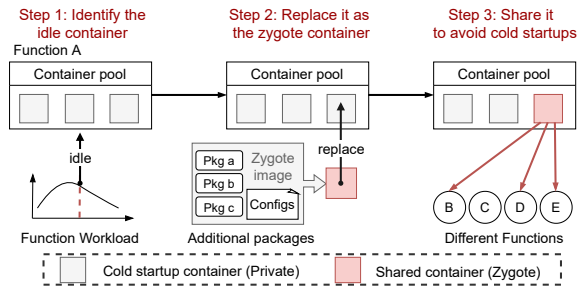 Step 1: Identify the
idle container
Step 2: Replace it as
the zygote container
Step 3: Share it
to avoid cold startups
Function A
Container pool
Container pool
Container pool
idle
replace
Pkg a
Pkg b
Pkg c
Zygote
image
Configs
B
C
D
E
Function Workload
Additional packages
Different Functions
Cold startup container (Private)
Shared container (Zygote)